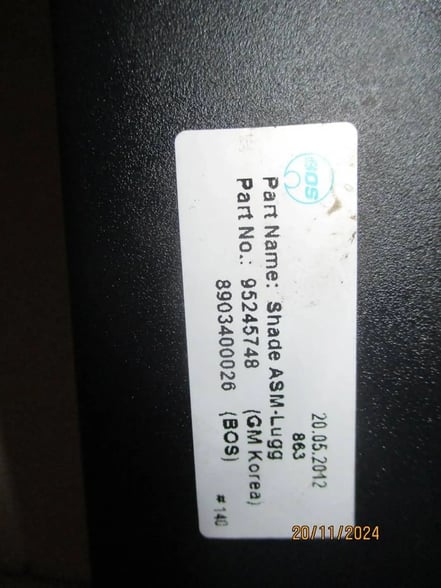 BOS
20.05.2012
863
Part Name: Shade ASM-Lugg
Part No.: 95245748 (GM Korea)
8903400026 (BOS)
# 140
20/11/2024